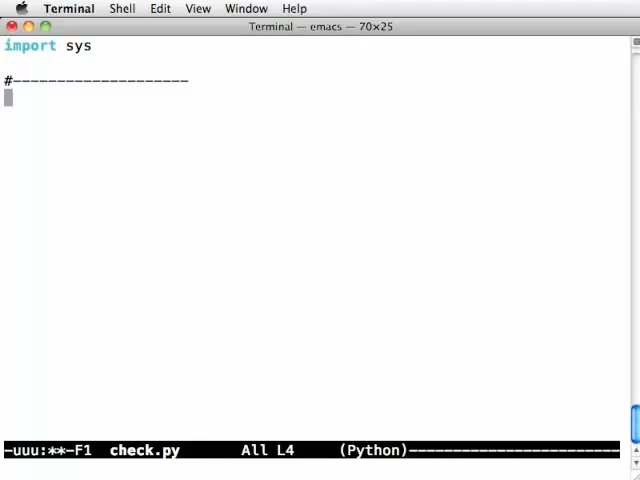 Terminal Shell Edit View Window Help
Terminal — emacs — 70×25
import sys
#--------------------
-uuu:**-F1 check.py All L4 (Python)------------------------